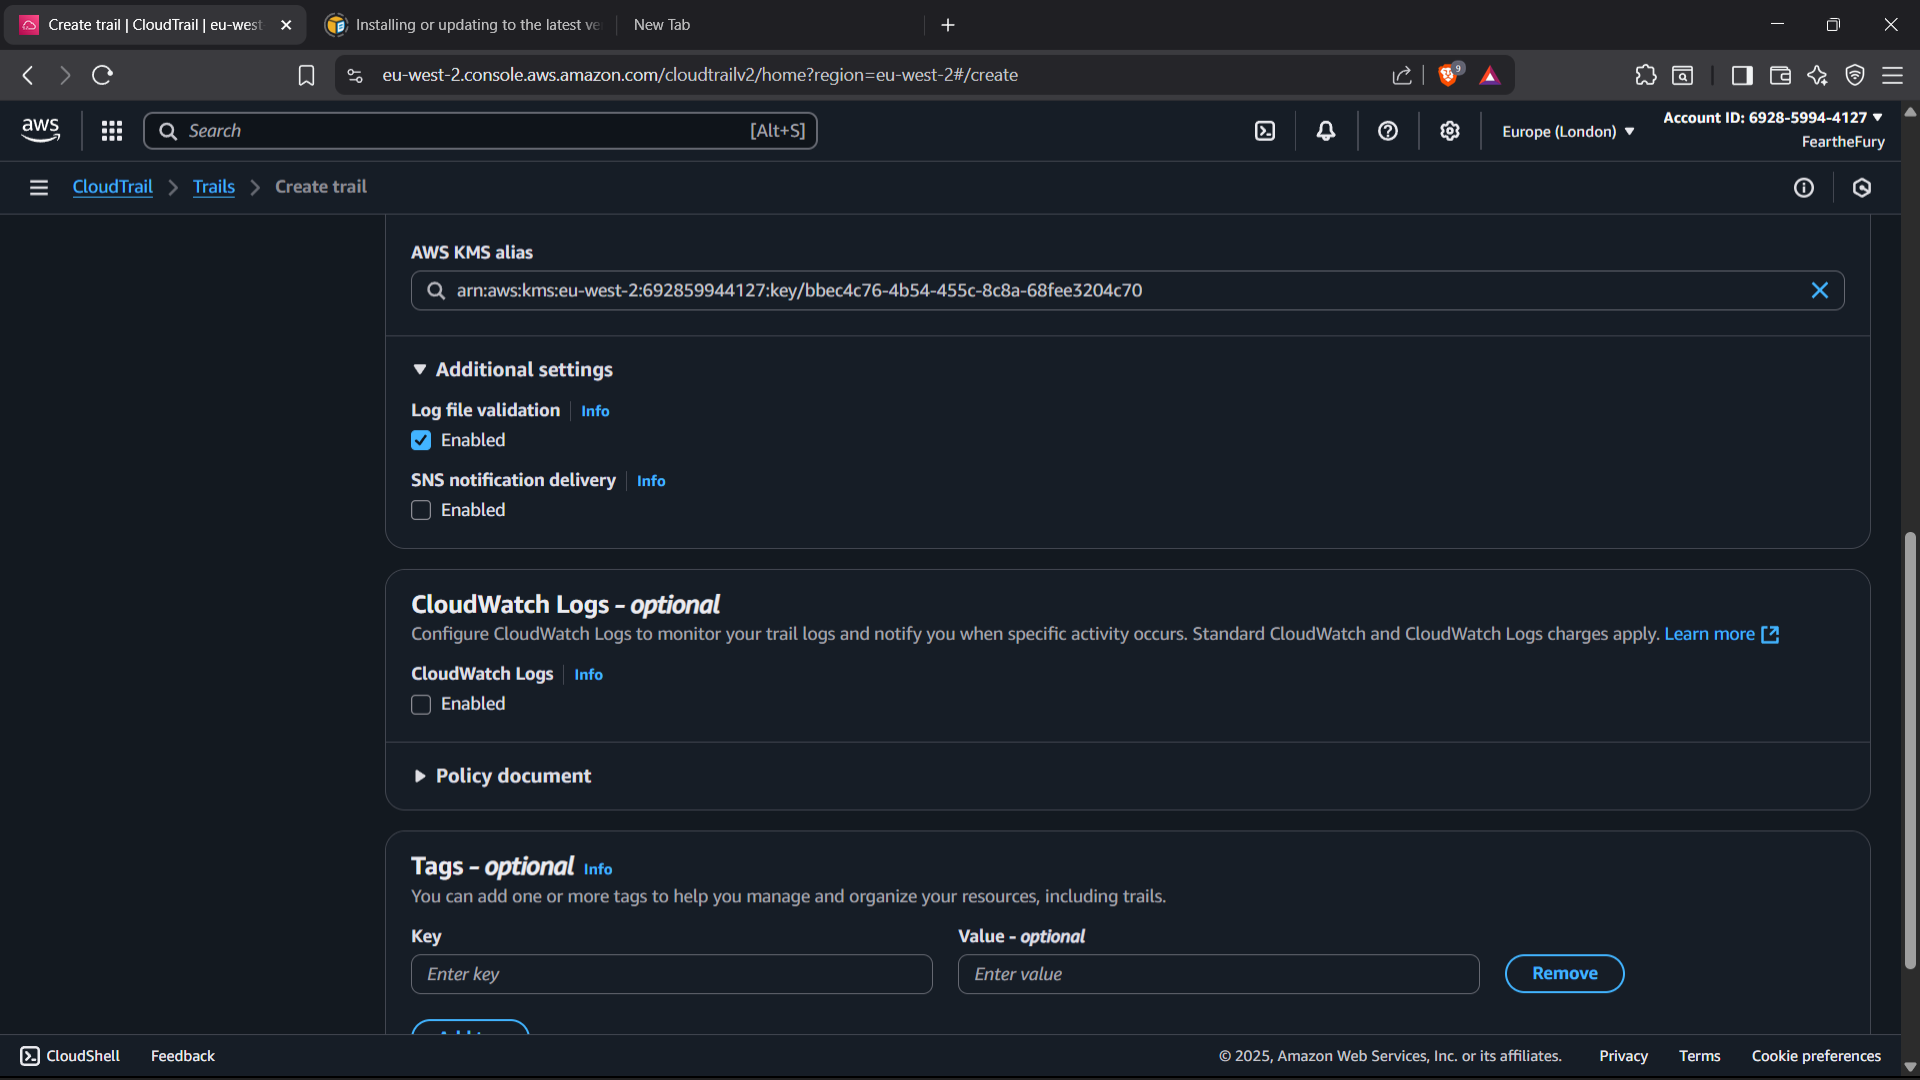 Create trail | CloudTrail | eu-west
Installing or updating to the latest ve
New Tab
eu-west-2.console.aws.amazon.com/cloudtrailv2/home?region=eu-west-2#/create
9
aws
Search
[Alt+S]
Europe (London)
Account ID: 6928-5994-4127
FeartheFury
CloudTrail
Trails
Create trail
AWS KMS alias
arn:aws:kms:eu-west-2:692859944127:key/bbec4c76-4b54-455c-8c8a-68fee3204c70
Additional settings
Log file validation
Info
Enabled
SNS notification delivery
Info
Enabled
CloudWatch Logs - optional
Configure CloudWatch Logs to monitor your trail logs and notify you when specific activity occurs. Standard CloudWatch and CloudWatch Logs charges apply. Learn more
CloudWatch Logs
Info
Enabled
Policy document
Tags - optional Info
You can add one or more tags to help you manage and organize your resources, including trails.
Key
Value - optional
Enter key
Enter value
Remove
CloudShell
Feedback
© 2025, Amazon Web Services, Inc. or its affiliates.
Privacy
Terms
Cookie preferences